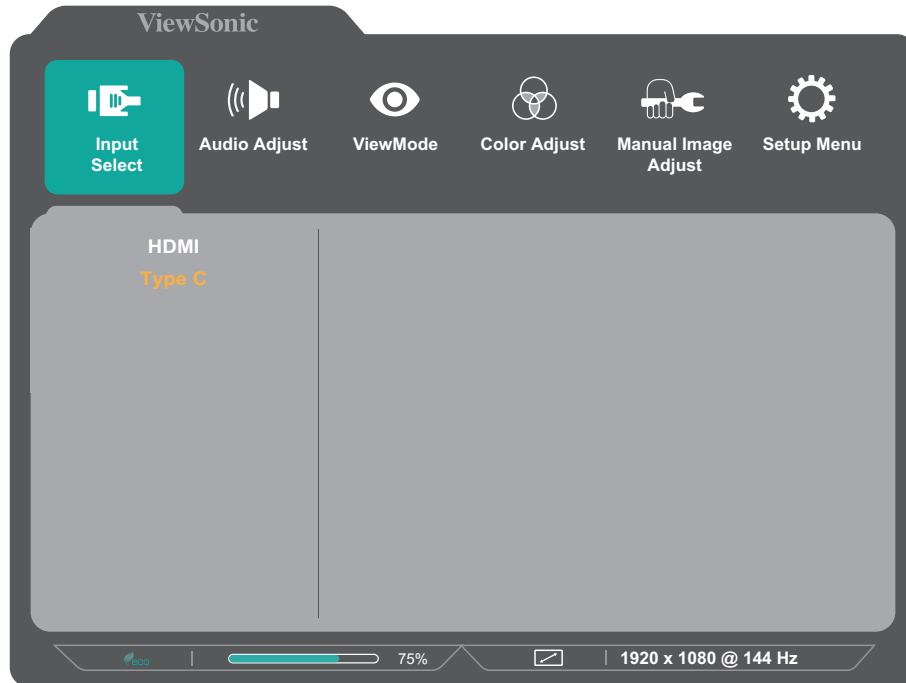 ViewSonic
Input
Select
Audio Adjust
ViewMode
Color Adjust
Manual Image
Adjust
Setup Menu
HDMI
Type C
eco
75%
1920 x 1080 @ 144 Hz